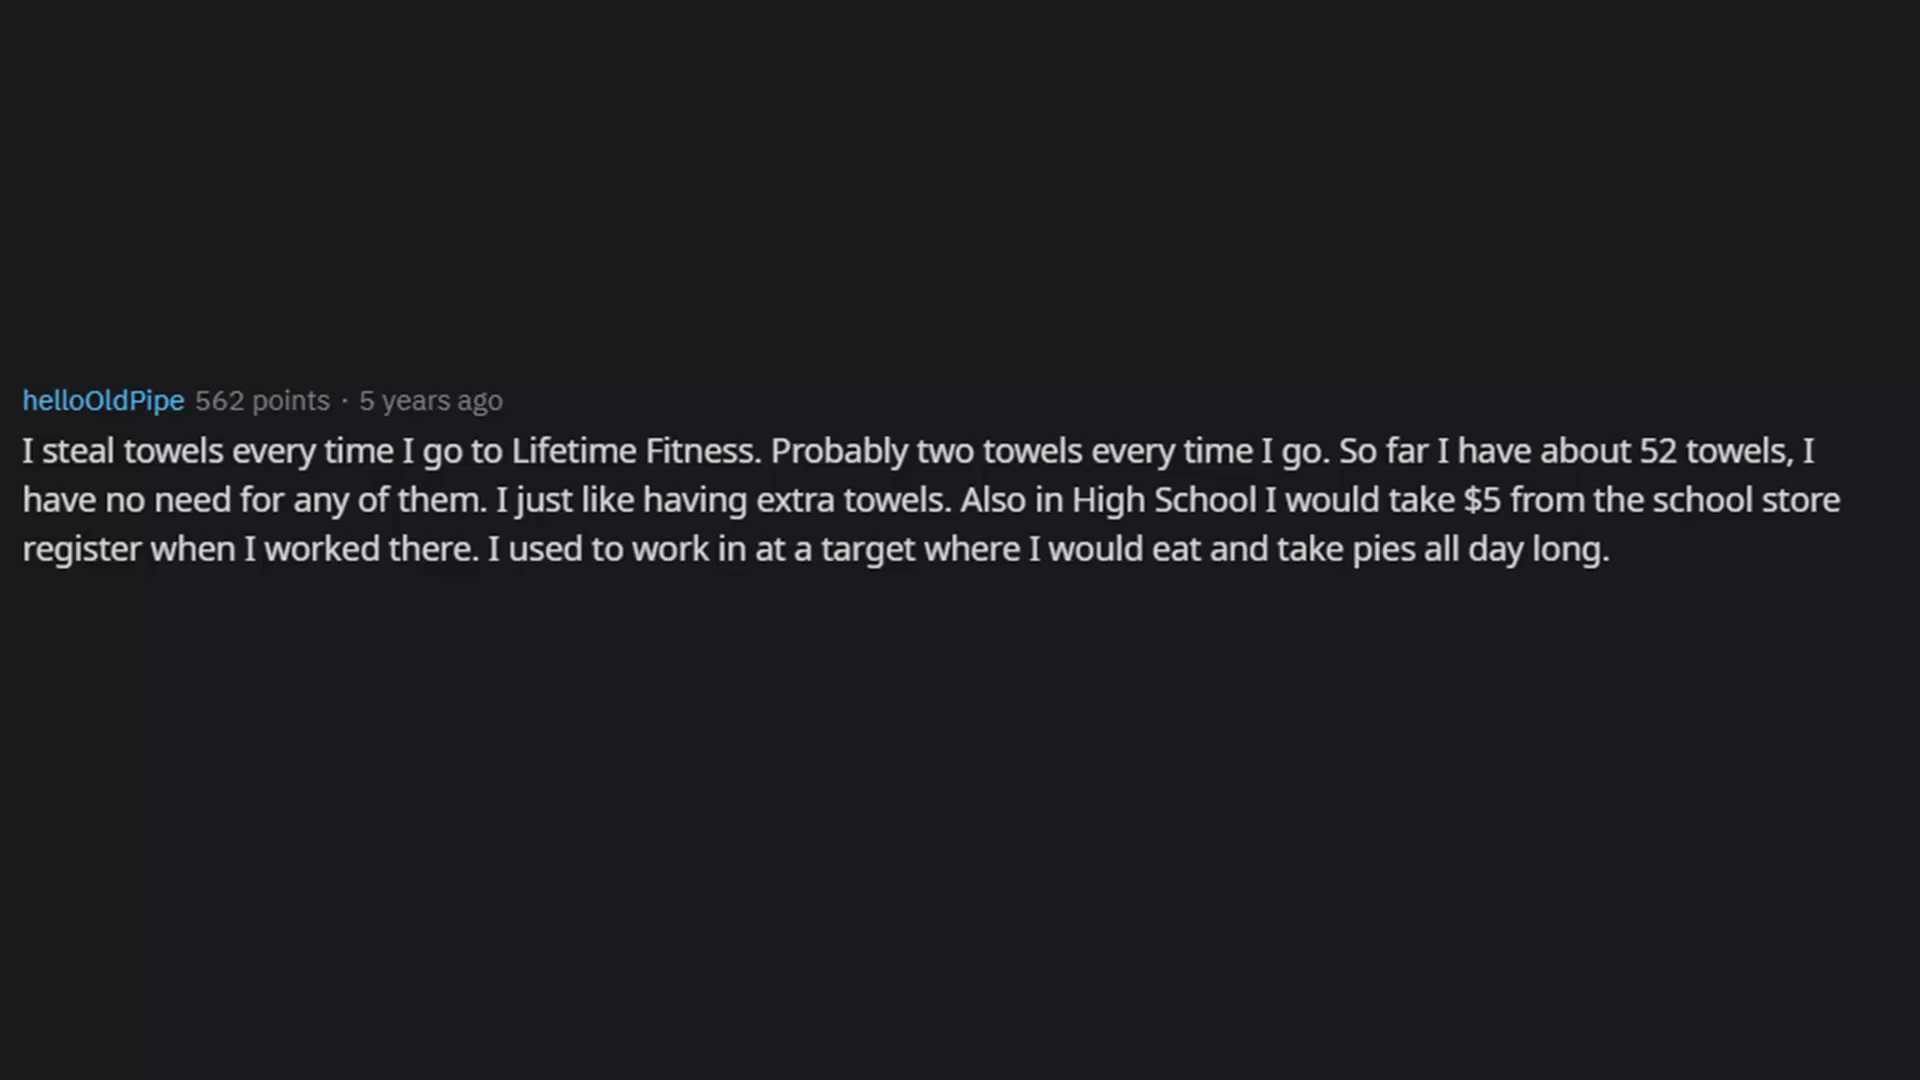 helloOldPipe 562 points · 5 years ago
I steal towels every time I go to Lifetime Fitness. Probably two towels every time I go. So far I have about 52 towels, I
have no need for any of them. I just like having extra towels. Also in High School I would take $5 from the school store
register when I worked there. I used to work in at a target where I would eat and take pies all day long.